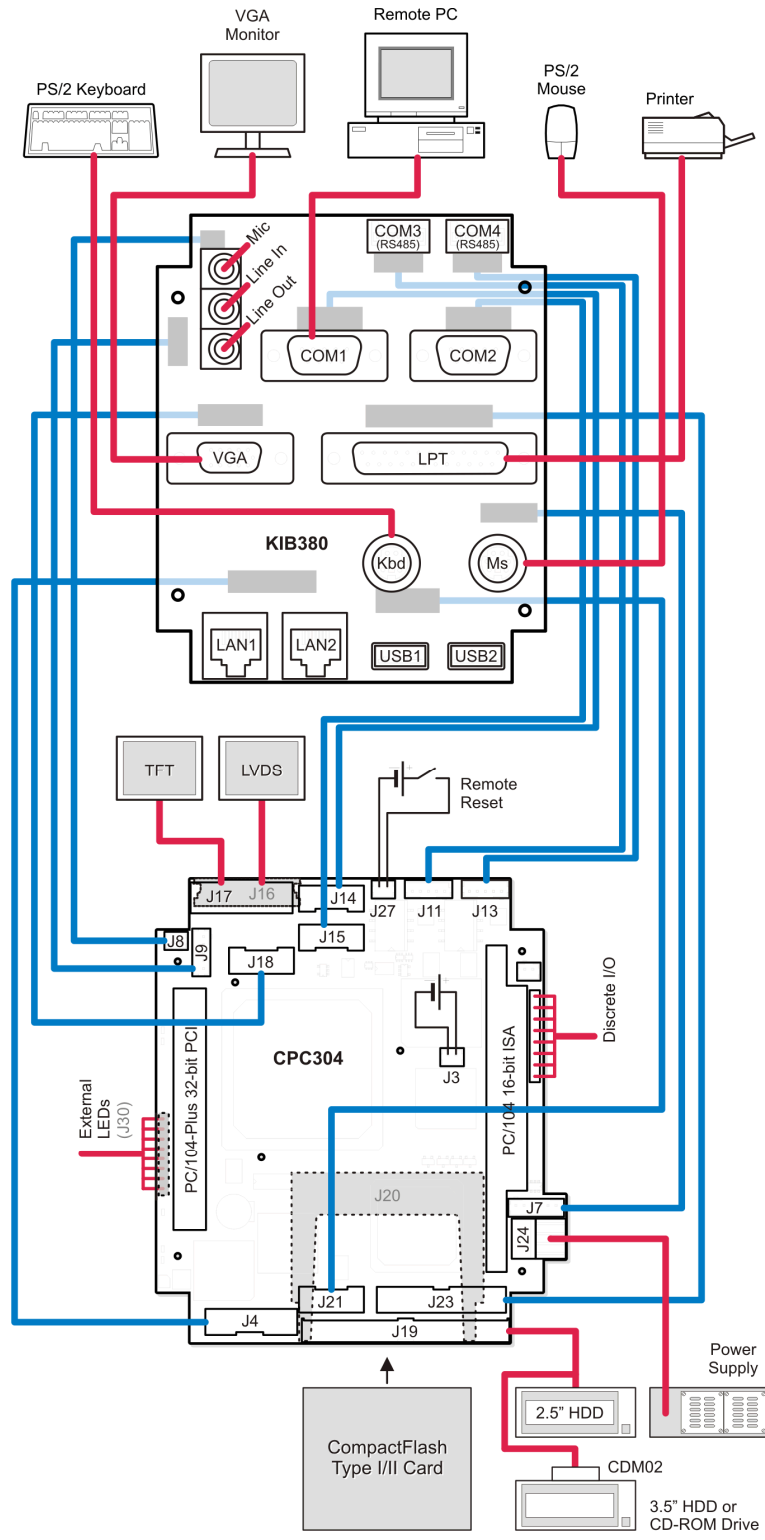 VGA
Monitor
Remote PC
PS/2 Keyboard
PS/2
Mouse
Printer
Mic
Line In
Line Out
COM3
(RS485)
COM4
(RS485)
COM1
COM2
VGA
LPT
KIB380
Kbd
Ms
LAN1
LAN2
USB1
USB2
TFT
LVDS
Remote
Reset
J17
J16
J14
J27
J11
J13
J8
J9
J15
J18
CPC304
J3
PC/104-Plus 32-bit PCI
PC/104 16-bit ISA
Discrete I/O
External
LEDs
(J30)
J20
J7
J24
J21
J23
J4
J19
Power
Supply
2.5” HDD
CompactFlash
Type I/II Card
CDM02
3.5” HDD or
CD-ROM Drive